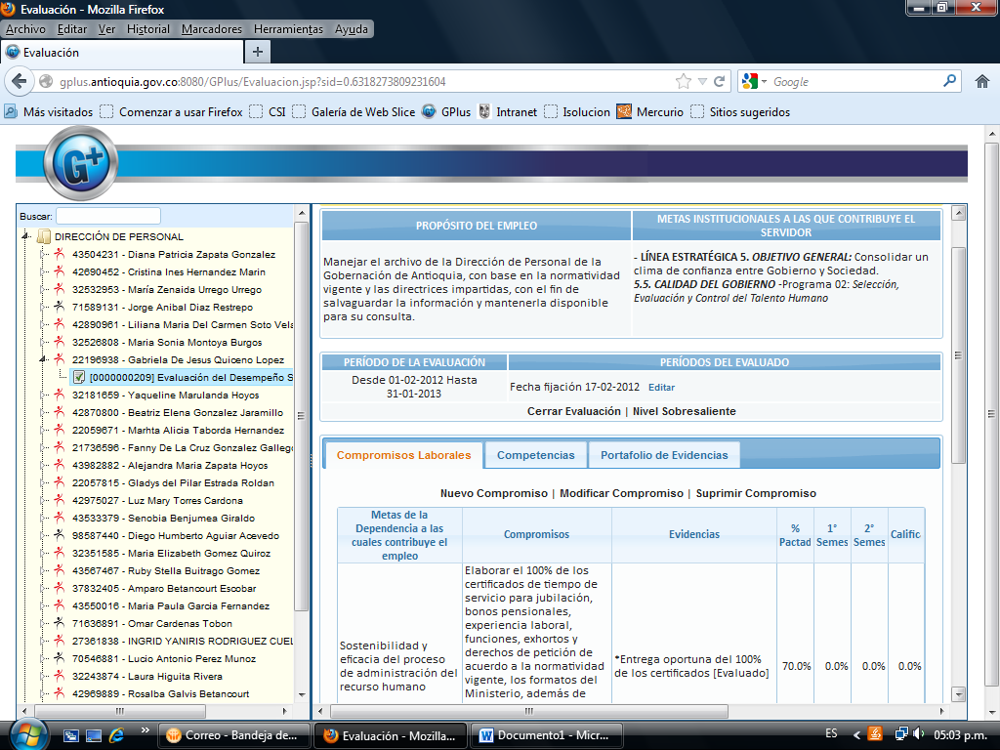 Evaluación - Mozilla Firefox
Archivo Editar Ver Historial Marcadores Herramientas Ayuda
Evaluación
gplus.antioquia.gov.co:8080/GPlus/Evaluacion.jsp?sid=0.6318273809231604
Google
Más visitados Comenzar a usar Firefox CSI Galería de Web Slice GPlus Intranet Isolucion Mercurio Sitios sugeridos
G+
Buscar:
DIRECCIÓN DE PERSONAL
43504231 - Diana Patricia Zapata Gonzalez
42690452 - Cristina Ines Hernandez Marin
32532953 - María Zenaida Urrego Urrego
71589131 - Jorge Anibal Diaz Restrepo
42890961 - Liliana Maria Del Carmen Soto Vela
32526808 - Maria Sonia Montoya Burgos
22196938 - Gabriela De Jesus Quiceno Lopez
[0000000209] Evaluación del Desempeño S
32181659 - Yaqueline Marulanda Hoyos
42870800 - Beatriz Elena Gonzalez Jaramillo
22059671 - Marhta Alicia Taborda Hernandez
21736596 - Fanny De La Cruz Gonzalez Galleg
43982882 - Alejandra Maria Zapata Hoyos
22057815 - Gladys del Pilar Estrada Roldan
42975027 - Luz Mary Torres Cardona
43533379 - Senobia Benjumea Giraldo
98587440 - Diego Humberto Aguiar Acevedo
32351585 - Maria Elizabeth Gomez Quiroz
43567467 - Ruby Stella Buitrago Gomez
37832405 - Amparo Betancourt Escobar
43550016 - Maria Paula Garcia Fernandez
71636891 - Omar Cardenas Tobon
27361838 - INGRID YANIRIS RODRIGUEZ CUEL
70546881 - Lucio Antonio Perez Munoz
32243874 - Laura Higuita Rivera
42969889 - Rosalba Galvis Betancourt
PROPÓSITO DEL EMPLEO
METAS INSTITUCIONALES A LAS QUE CONTRIBUYE EL
SERVIDOR
Manejar el archivo de la Dirección de Personal de la
Gobernación de Antioquia, con base en la normatividad
vigente y las directrices impartidas, con el fin de
salvaguardar la información y mantenerla disponible
para su consulta.
- LÍNEA ESTRATÉGICA 5. OBJETIVO GENERAL: Consolidar un
clima de confianza entre Gobierno y Sociedad.
5.5. CALIDAD DEL GOBIERNO -Programa 02: Selección,
Evaluación y Control del Talento Humano
PERÍODO DE LA EVALUACIÓN
PERÍODOS DEL EVALUADO
Desde 01-02-2012 Hasta
31-01-2013
Fecha fijación 17-02-2012 Editar
Cerrar Evaluación | Nivel Sobresaliente
Compromisos Laborales Competencias Portafolio de Evidencias
Nuevo Compromiso | Modificar Compromiso | Suprimir Compromiso
Metas de la
Dependencia a las
cuales contribuye el
empleo
Compromisos
Evidencias
%
Pactad
1°
Semes
2°
Semes
Calific
Sostenibilidad y
eficacia del proceso
de administración del
recurso humano
Elaborar el 100% de los
certificados de tiempo de
servicio para jubilación,
bonos pensionales,
experiencia laboral,
funciones, exhortos y
derechos de petición de
acuerdo a la normatividad
vigente, los formatos del
Ministerio, además de
*Entrega oportuna del 100%
de los certificados [Evaluado]
70.0% 0.0% 0.0% 0.0%
Correo - Bandeja de... Evaluación - Mozilla... Documento1 - Micr... ES 05:03 p.m.